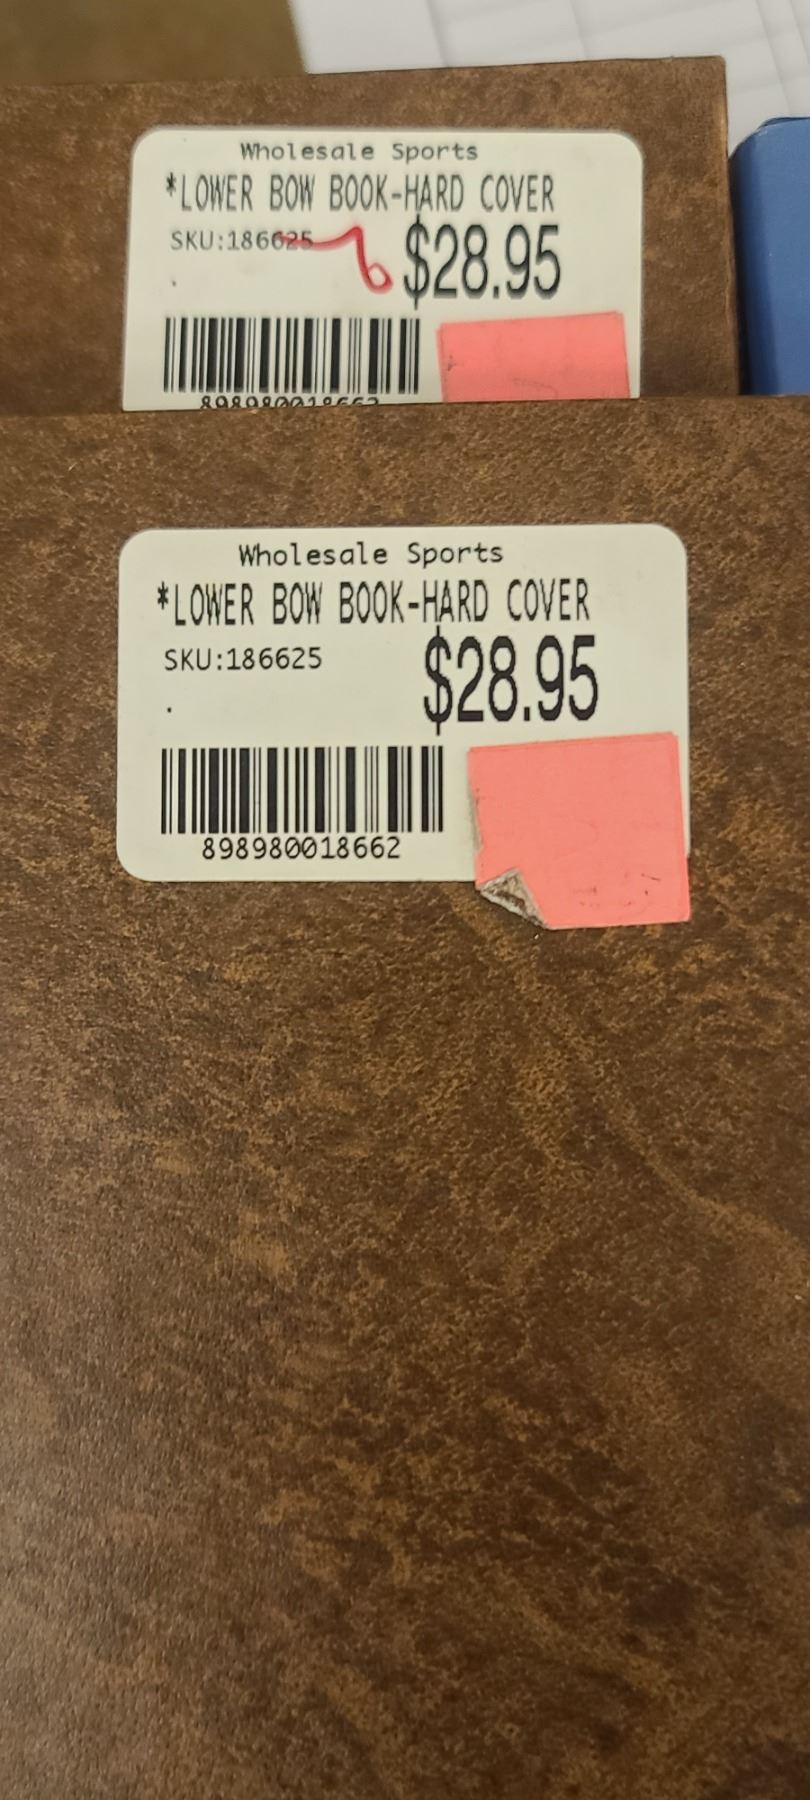 Wholesale Sports
*LOWER BOW BOOK-HARD COVER
SKU:186625
$28.95
898980018662
Wholesale Sports
*LOWER BOW BOOK-HARD COVER
SKU:186625
$28.95
898980018662